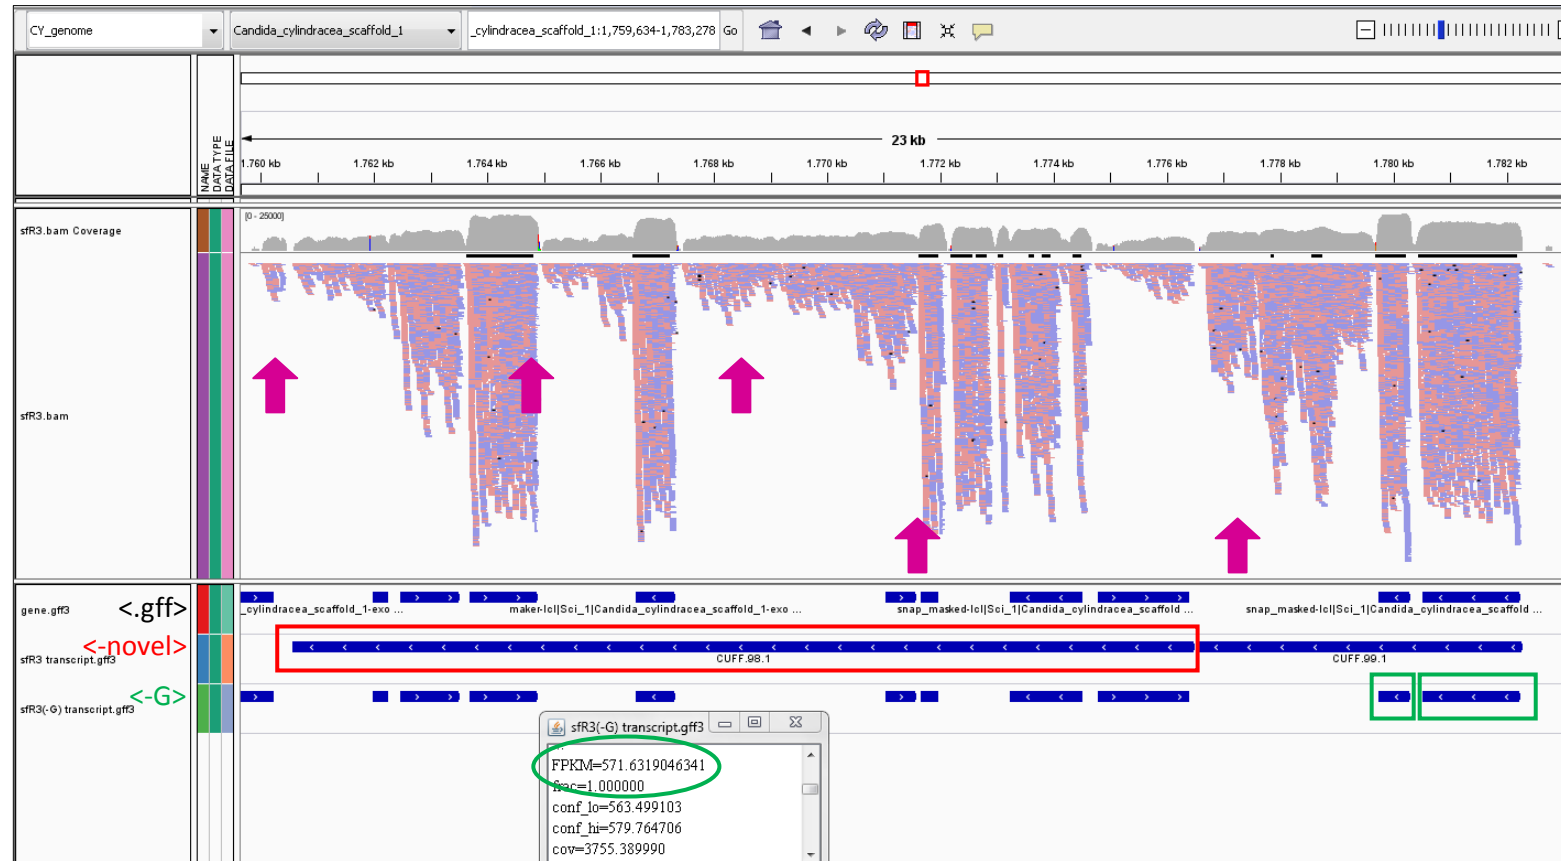 CY_genome
Candida_cylindracea_scaffold_1
_cylindracea_scaffold_1:1,759,634-1,783,278
Go
NAME
DATA TYPE
DATA FILE
23 kb
1.760 kb 1.762 kb 1.764 kb 1.766 kb 1.768 kb 1.770 kb 1.772 kb 1.774 kb 1.776 kb 1.778 kb 1.780 kb 1.782 kb
sfR3.bam Coverage
[0 - 25000]
sfR3.bam
gene.gff3
<.gff>
_cylindracea_scaffold_1-exo ...
maker-lcl|Sci_1|Candida_cylindracea_scaffold_1-exo ...
snap_masked-lcl|Sci_1|Candida_cylindracea_scaffold ...
snap_masked-lcl|Sci_1|Candida_cylindracea_scaffold ...
<-novel>
sfR3 transcript.gff3
CUFF.98.1
CUFF.99.1
<-G>
sfR3(-G) transcript.gff3
sfR3(-G) transcript.gff3
FPKM=571.6319046341
frac=1.000000
conf_lo=563.499103
conf_hi=579.764706
cov=3755.389990